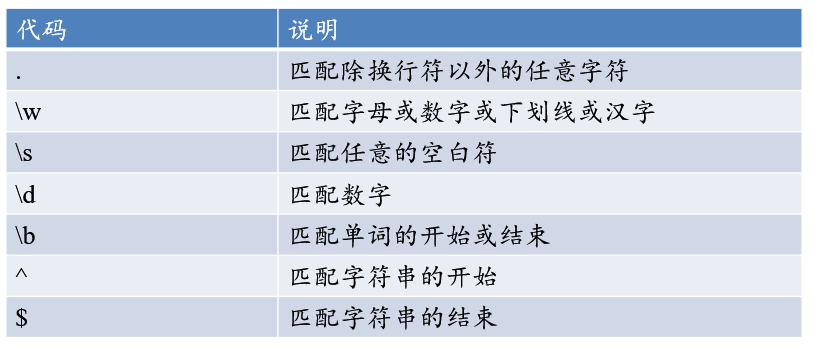 代码 说明
. 匹配除换行符以外的任意字符
\w 匹配字母或数字或下划线或汉字
\s 匹配任意的空白符
\d 匹配数字
\b 匹配单词的开始或结束
^ 匹配字符串的开始
$ 匹配字符串的结束